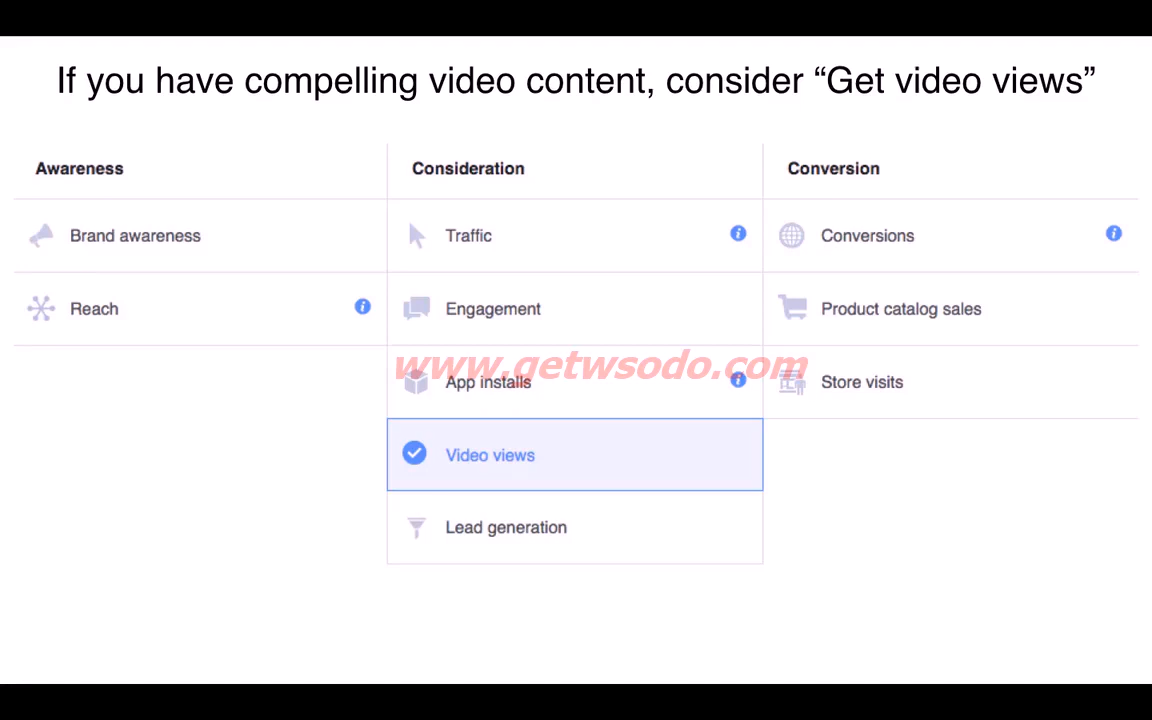 If you have compelling video content, consider “Get video views”
Awareness
Consideration
Conversion
Brand awareness
Traffic
Conversions
Reach
Engagement
Product catalog sales
www.getwsodo.com
App installs
Store visits
Video views
Lead generation